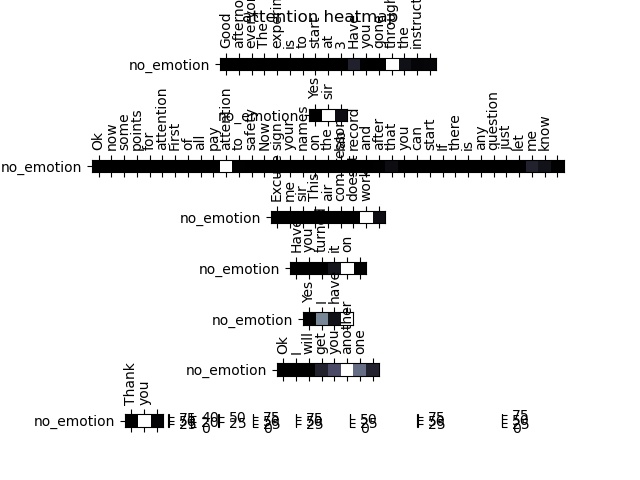 attention heatmap
Good afternoon everyone The experiment is to start at 3 Have you gone through the instruct
no_emotion
Yes sir
no_emotion
Ok now some points for attention First of all pay attention to safety Now sign your names on the lab record and after that you can start If there is any question just let me know
no_emotion
Excuse me sir This air compression doesn't work
no_emotion
Have you turned it on
no_emotion
Yes I have
no_emotion
Ok I will get you another one
no_emotion
Thank you
no_emotion